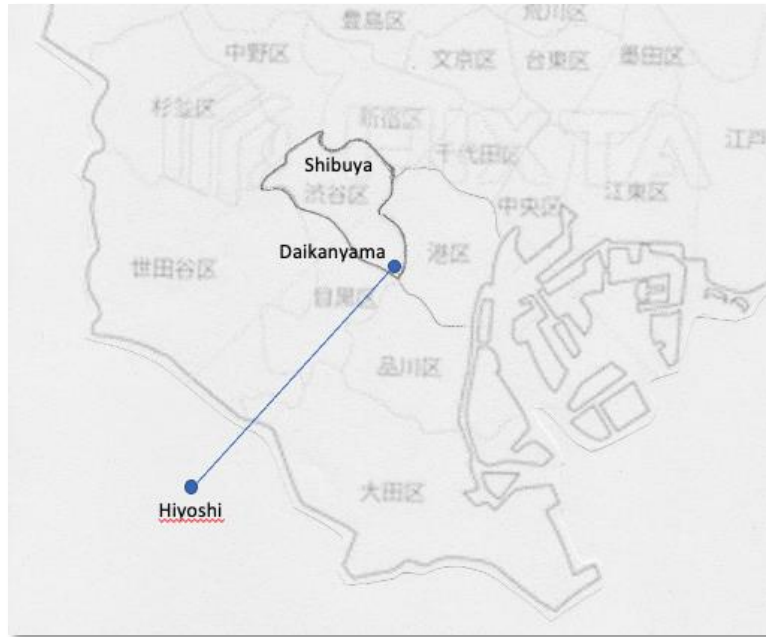 豊島区
荒川区
中野区
文京区
台東区
墨田区
杉並区
新宿区
江戸
Shibuya
千代田区
渋谷区
中央区
江東区
Daikanyama
港区
世田谷区
目黒区
品川区
Hiyoshi
大田区